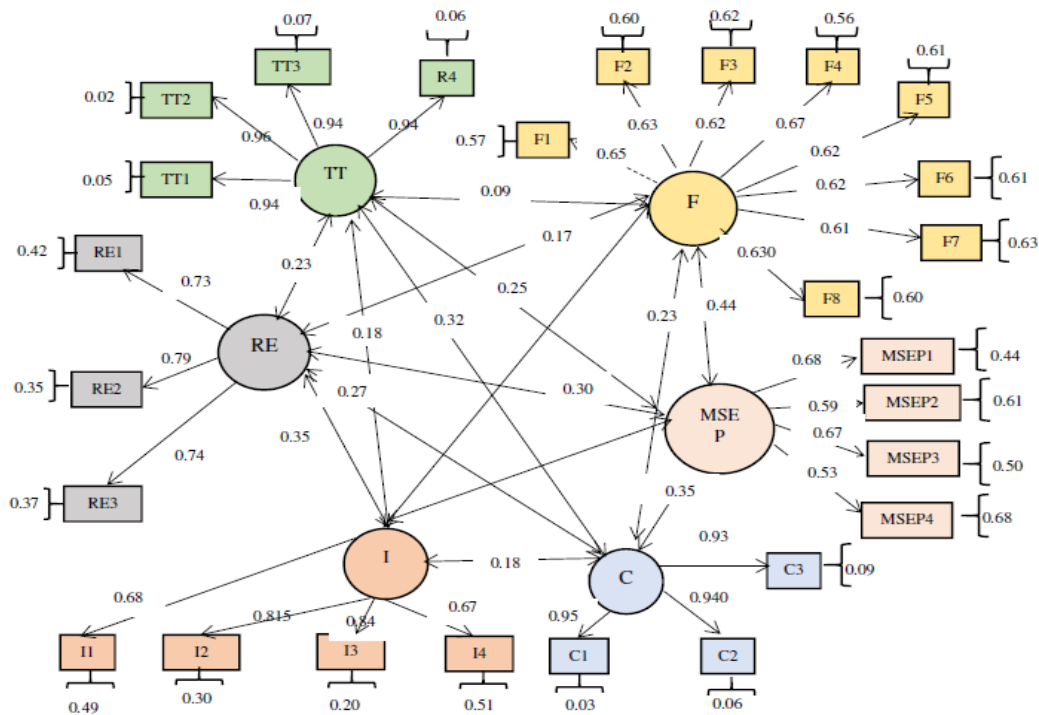 0.07
0.06
0.60
0.62
0.56
0.61
TT3
R4
F2
F3
F4
F5
0.02
TT2
0.96
0.94
0.94
0.63
0.62
0.67
0.57
F1
0.65
0.62
0.05
TT1
0.94
TT
0.09
F
0.62
F6
0.61
0.61
F7
0.63
0.42
RE1
0.73
0.23
0.17
0.630
F8
0.60
0.25
0.44
0.18
0.32
0.23
RE
0.35
RE2
0.79
0.27
0.30
0.68
MSEP1
0.44
MSE
P
0.59
MSEP2
0.61
0.67
MSEP3
0.50
0.53
MSEP4
0.68
0.35
0.74
0.37
RE3
0.35
0.93
I
0.18
C
C3
0.09
0.68
0.815
0.84
0.67
0.95
0.940
I1
I2
I3
I4
C1
C2
0.49
0.30
0.20
0.51
0.03
0.06